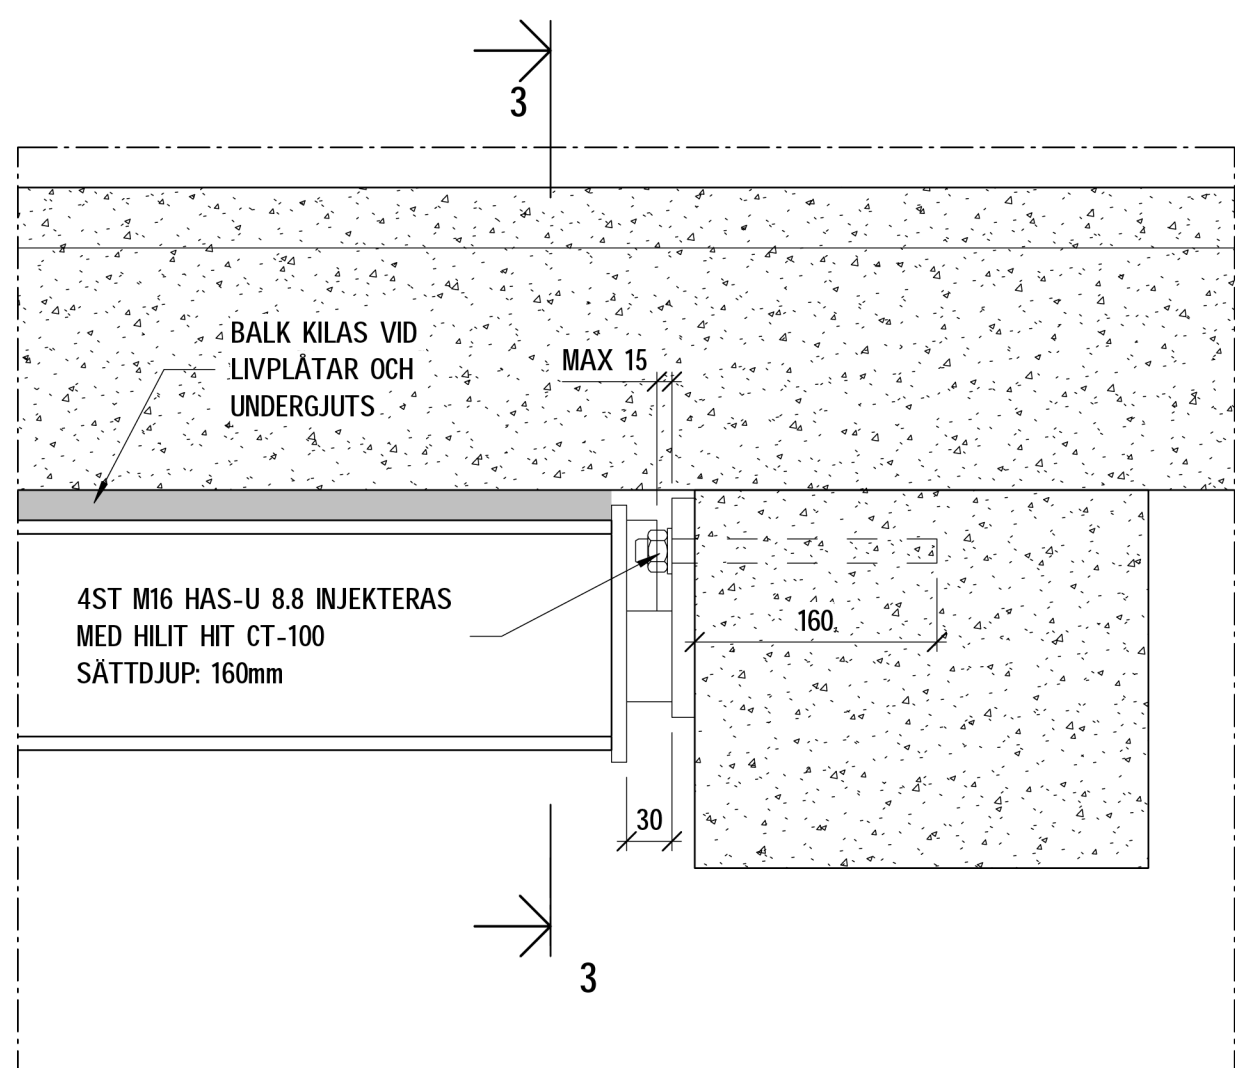 3
BALK KILAS VID
LIVPLÅTAR OCH
UNDERGJUTS
MAX 15
4ST M16 HAS-U 8.8 INJEKTERAS
MED HILIT HIT CT-100
SÄTTDJUP: 160mm
160
30
3